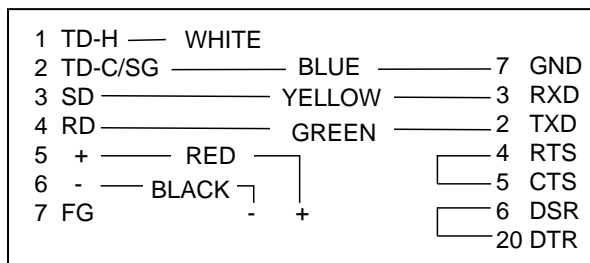 1 TD-H WHITE
2 TD-C/SG BLUE 7 GND
3 SD YELLOW 3 RXD
4 RD GREEN 2 TXD
5 + RED 4 RTS
6 - BLACK 5 CTS
7 FG - + 6 DSR
20 DTR